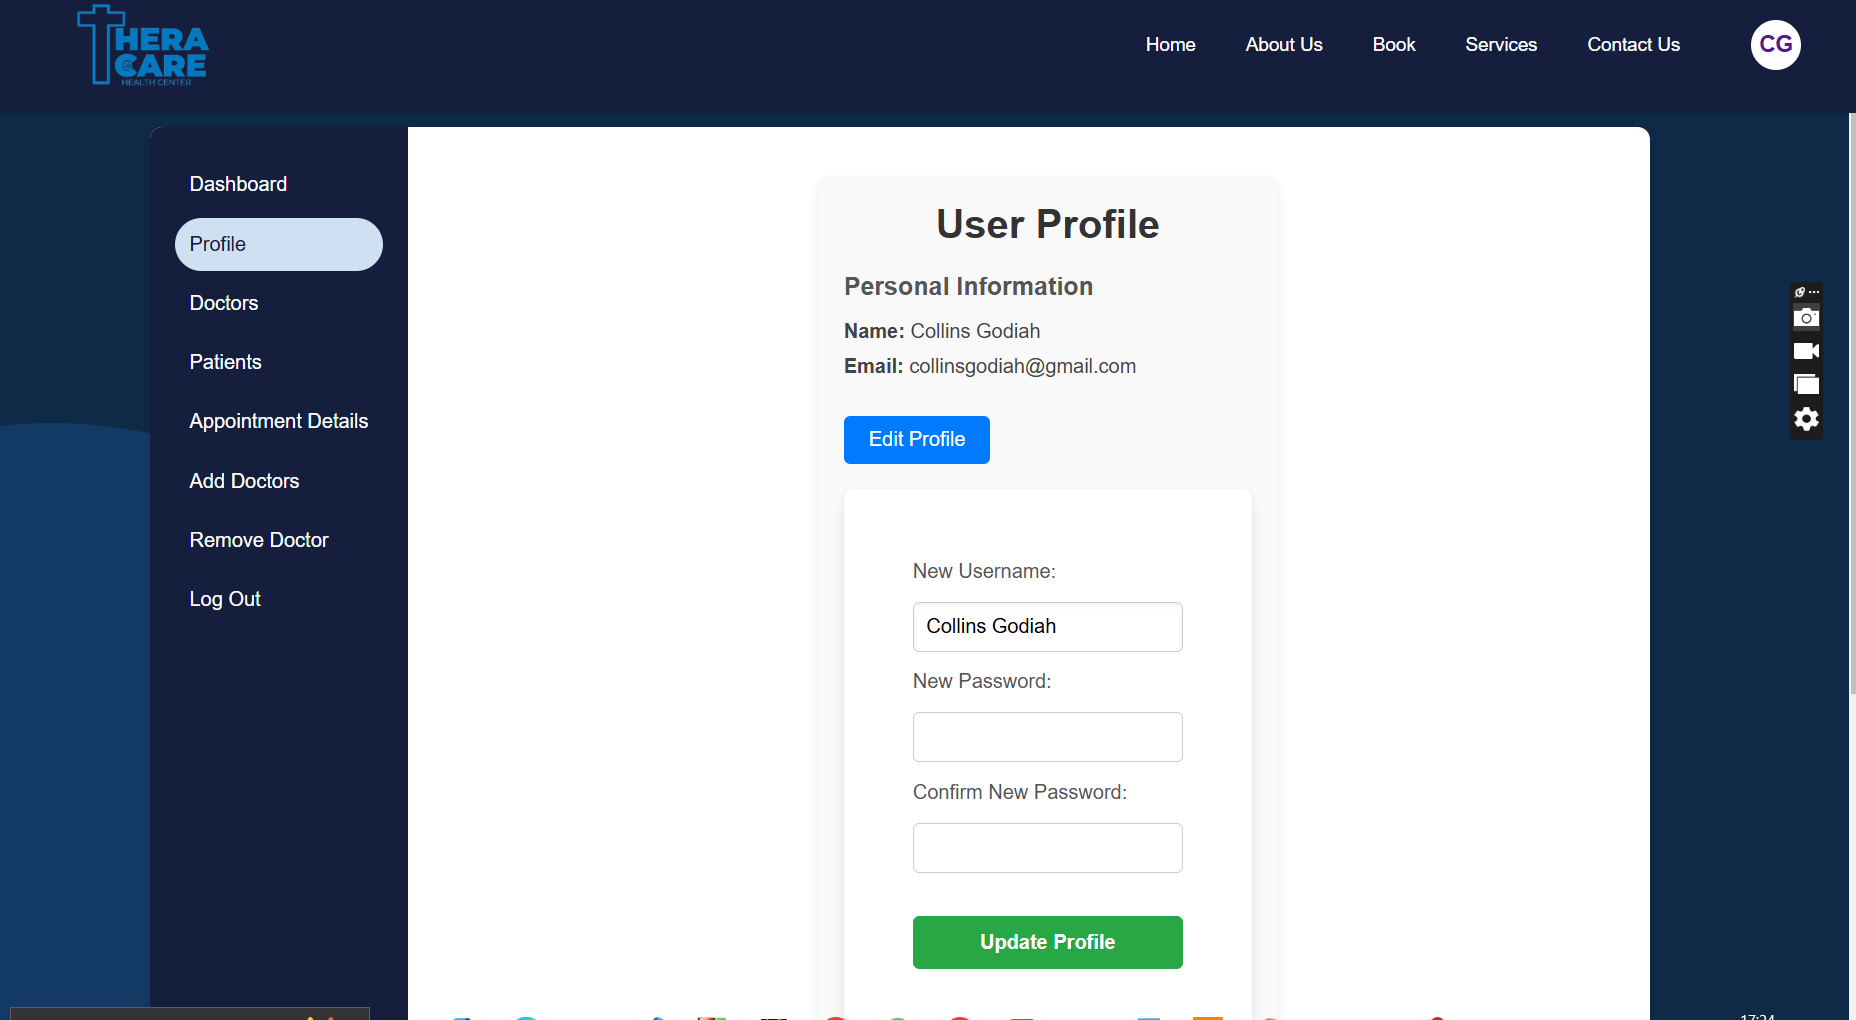 THERA
CARE
HEALTH CENTER
Home
About Us
Book
Services
Contact Us
CG
Dashboard
Profile
Doctors
Patients
Appointment Details
Add Doctors
Remove Doctor
Log Out
User Profile
Personal Information
Name: Collins Godiah
Email: collinsgodiah@gmail.com
Edit Profile
New Username:
Collins Godiah
New Password:
Confirm New Password:
Update Profile